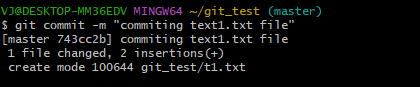 VJ@DESKTOP-MM36EDV MINGW64 ~/git_test (master)
$ git commit -m "commiting text1.txt file"
[master 743cc2b] commiting text1.txt file
 1 file changed, 2 insertions(+)
 create mode 100644 git_test/t1.txt